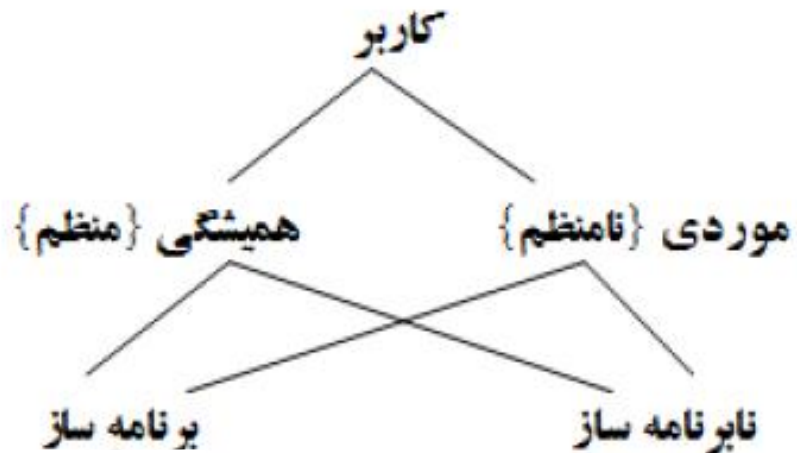 کاربر
موردی {نامنظم} همیشگی {منظم}
نابرنامه ساز برنامه ساز